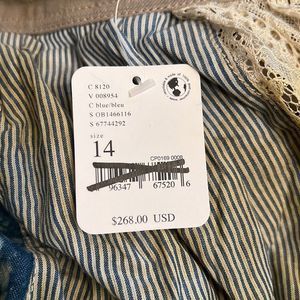 C 8120
V 008954
C blue/bleu
S OB1466116
S 67744292
size
14
CP0169 0006
96347 67520 6
$268.00 USD